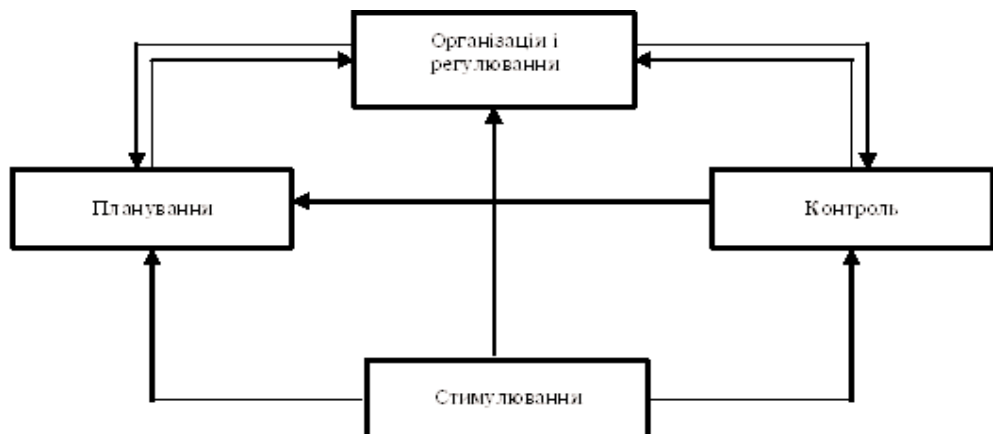 Організація і
регулювання
Планування
Контроль
Стимулювання